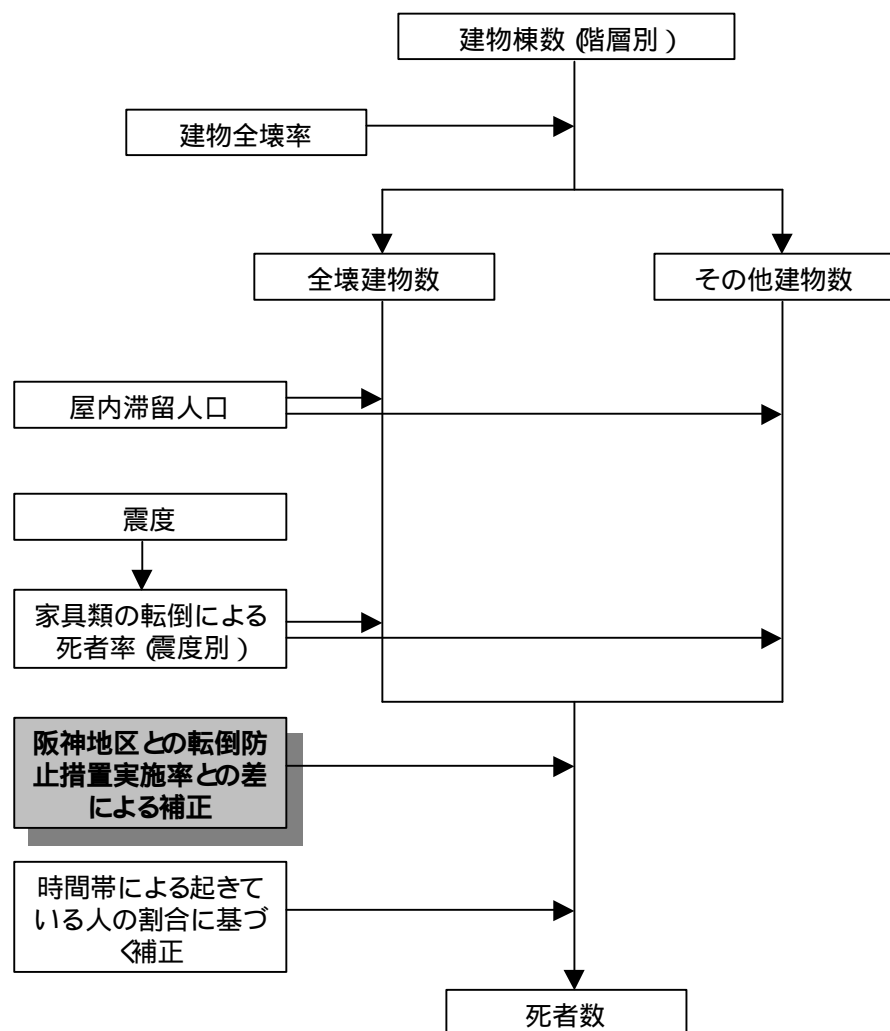 建物棟数（階層別）
建物全壊率
全壊建物数
その他建物数
屋内滞留人口
震度
家具類の転倒による
死者率（震度別）
阪神地区との転倒防
止措置実施率との差
による補正
時間帯による起きて
いる人の割合に基づ
く補正
死者数